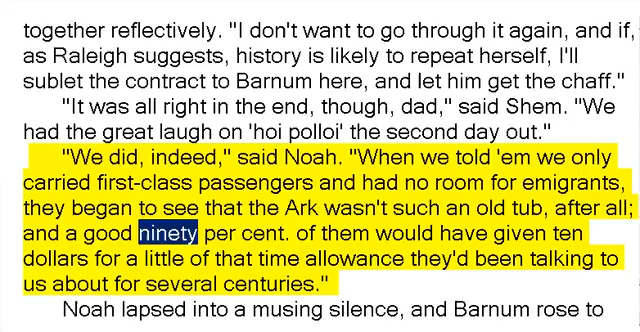 together reflectively. "I don't want to go through it again, and if,
as Raleigh suggests, history is likely to repeat herself, I'll
sublet the contract to Barnum here, and let him get the chaff."
"It was all right in the end, though, dad," said Shem. "We
had the great laugh on 'hoi polloi' the second day out."
"We did, indeed," said Noah. "When we told 'em we only
carried first-class passengers and had no room for emigrants,
they began to see that the Ark wasn't such an old tub, after all;
and a good ninety per cent. of them would have given ten
dollars for a little of that time allowance they'd been talking to
us about for several centuries."
Noah lapsed into a musing silence, and Barnum rose to